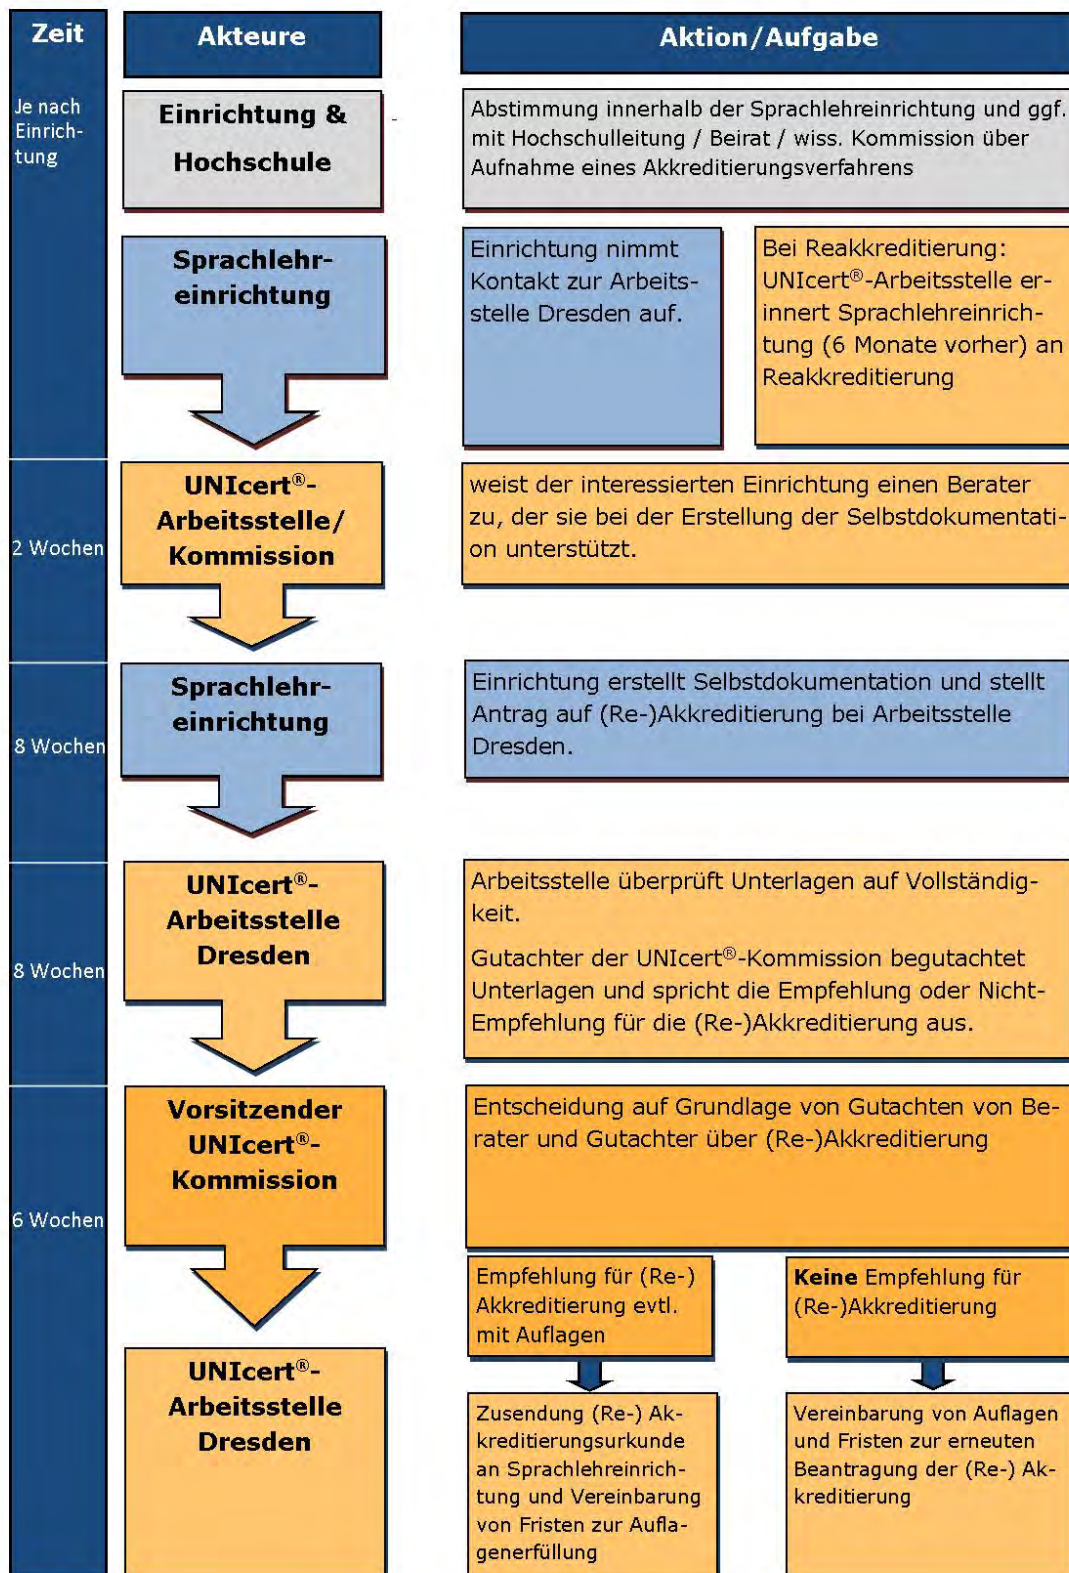 Zeit
Akteure
Aktion/Aufgabe
Je nach
Einrich-
tung
Einrichtung &
Hochschule
Abstimmung innerhalb der Sprachlehreinrichtung und ggf.
mit Hochschulleitung / Beirat / wiss. Kommission über
Aufnahme eines Akkreditierungsverfahrens
Sprachlehr-
einrichtung
Einrichtung nimmt
Kontakt zur Arbeits-
stelle Dresden auf.
Bei Reakkreditierung:
UNIcert®-Arbeitsstelle er-
innert Sprachlehreinrich-
tung (6 Monate vorher) an
Reakkreditierung
2 Wochen
UNIcert®-
Arbeitsstelle/
Kommission
weist der interessierten Einrichtung einen Berater
zu, der sie bei der Erstellung der Selbstdokumentati-
on unterstützt.
8 Wochen
Sprachlehr-
einrichtung
Einrichtung erstellt Selbstdokumentation und stellt
Antrag auf (Re-)Akkreditierung bei Arbeitsstelle
Dresden.
8 Wochen
UNIcert®-
Arbeitsstelle
Dresden
Arbeitsstelle überprüft Unterlagen auf Vollständig-
keit.
Gutachter der UNIcert®-Kommission begutachtet
Unterlagen und spricht die Empfehlung oder Nicht-
Empfehlung für die (Re-)Akkreditierung aus.
6 Wochen
Vorsitzender
UNIcert®-
Kommission
Entscheidung auf Grundlage von Gutachten von Be-
rater und Gutachter über (Re-)Akkreditierung
Empfehlung für (Re-)
Akkreditierung evtl.
mit Auflagen
Keine Empfehlung für
(Re-)Akkreditierung
UNIcert®-
Arbeitsstelle
Dresden
Zusendung (Re-) Ak-
kreditierungsurkunde
an Sprachlehreinrich-
tung und Vereinbarung
von Fristen zur Aufla-
generfüllung
Vereinbarung von Auflagen
und Fristen zur erneuten
Beantragung der (Re-) Ak-
kreditierung